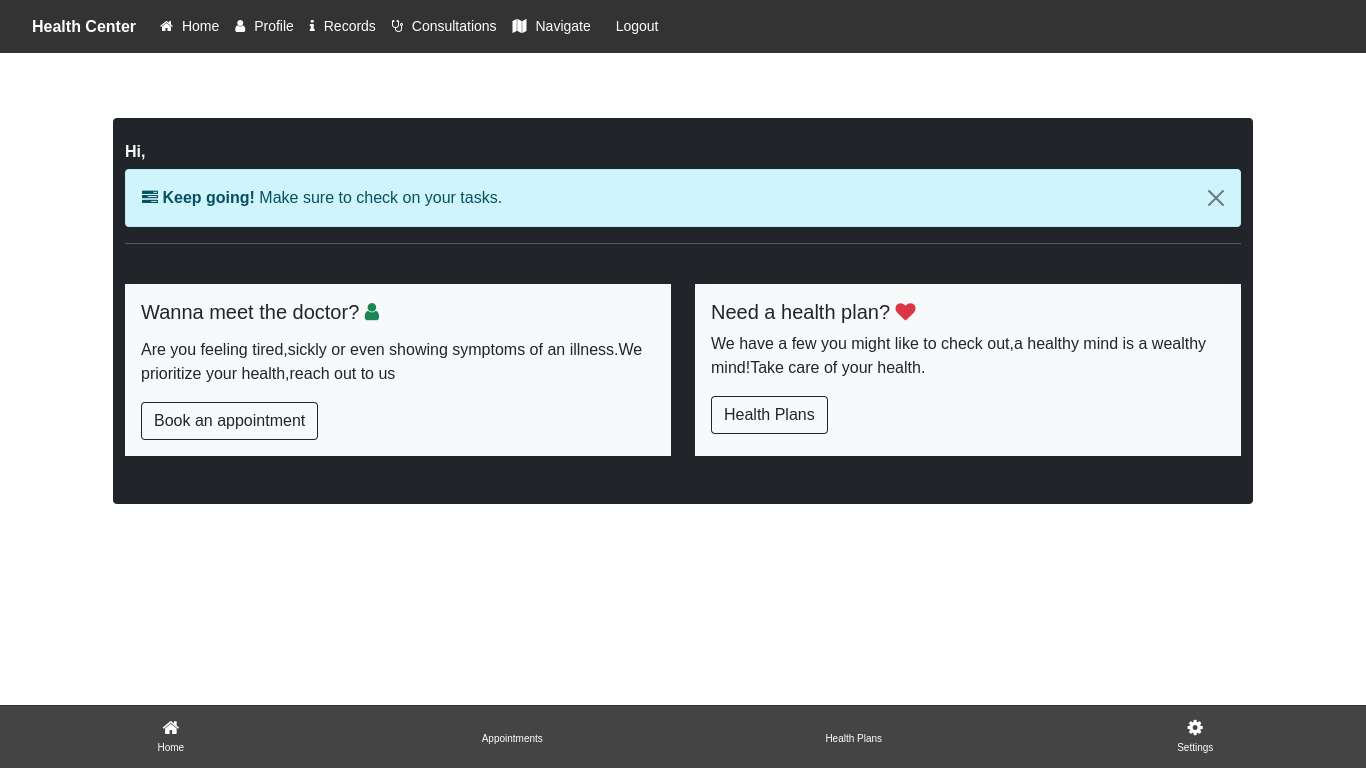 Health Center Home Profile Records Consultations Navigate Logout
Hi,
Keep going! Make sure to check on your tasks.
Wanna meet the doctor?
Are you feeling tired,sickly or even showing symptoms of an illness.We
prioritize your health,reach out to us
Book an appointment
Need a health plan?
We have a few you might like to check out,a healthy mind is a wealthy
mind!Take care of your health.
Health Plans
Home Appointments Health Plans Settings